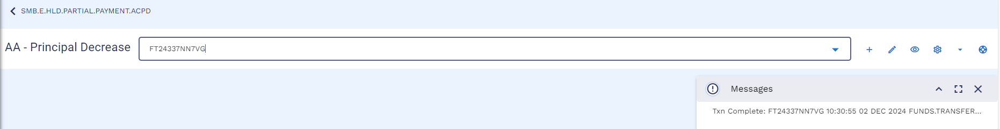 SMB.E.HLD.PARTIAL.PAYMENT.ACPD
AA - Principal Decrease
FT24337NN7VG
Messages
Txn Complete: FT24337NN7VG 10:30:55 02 DEC 2024 FUNDS.TRANSFER...